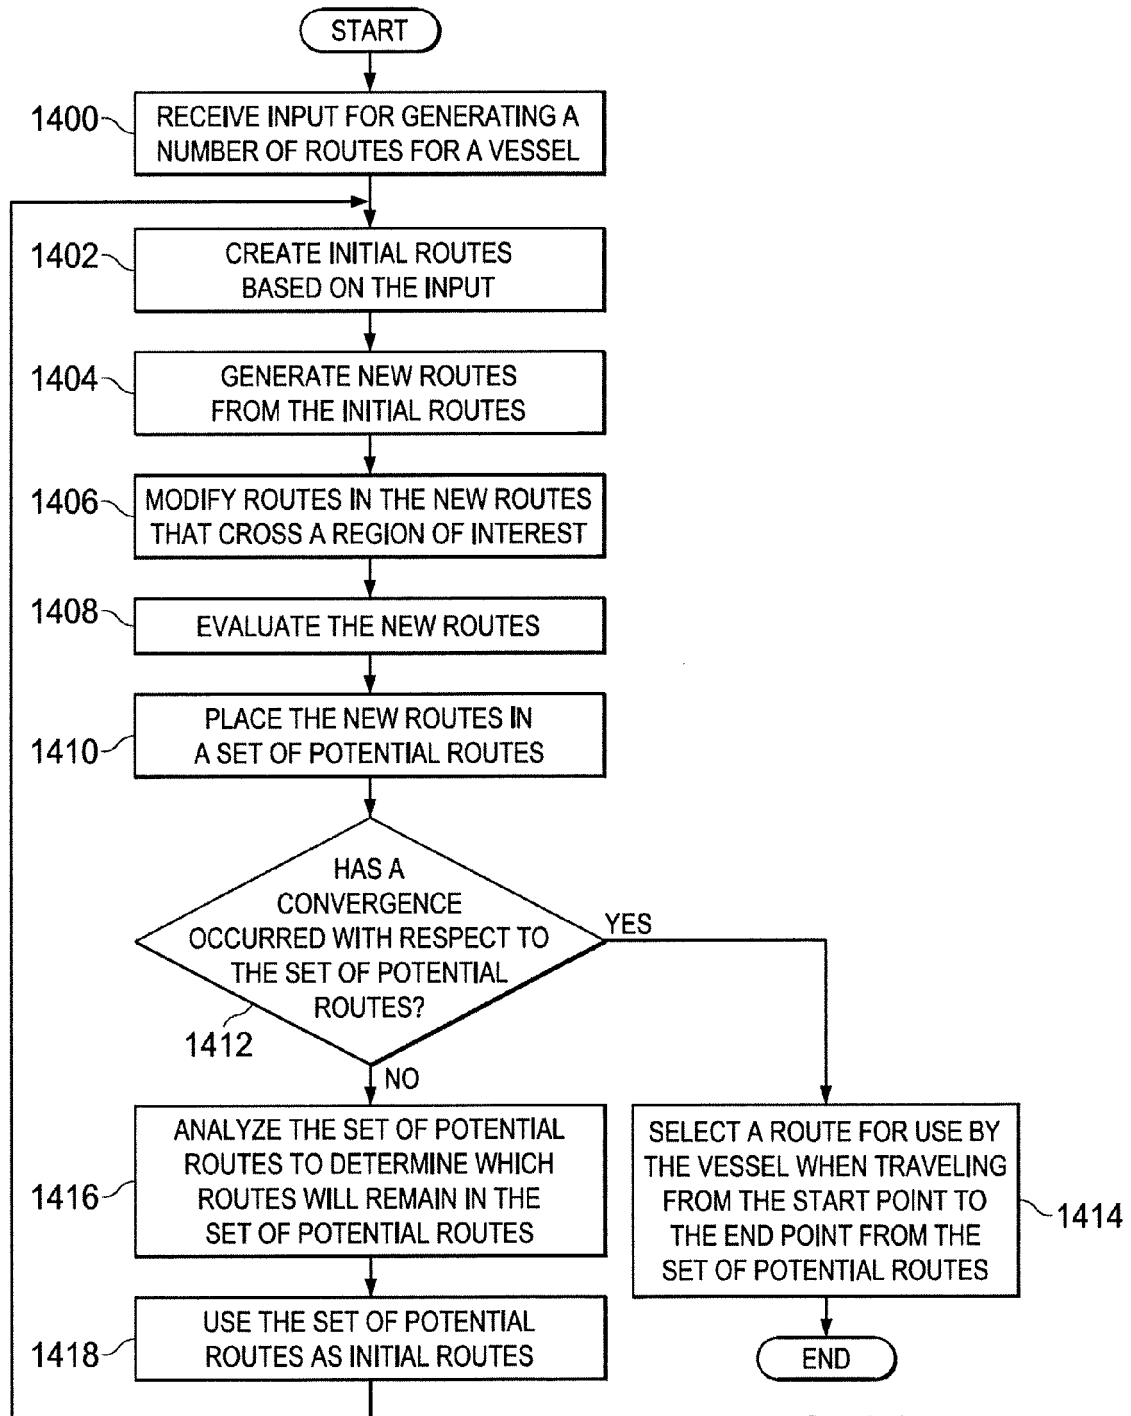 START
1400
RECEIVE INPUT FOR GENERATING A
NUMBER OF ROUTES FOR A VESSEL
1402
CREATE INITIAL ROUTES
BASED ON THE INPUT
1404
GENERATE NEW ROUTES
FROM THE INITIAL ROUTES
1406
MODIFY ROUTES IN THE NEW ROUTES
THAT CROSS A REGION OF INTEREST
1408
EVALUATE THE NEW ROUTES
1410
PLACE THE NEW ROUTES IN
A SET OF POTENTIAL ROUTES
HAS A
CONVERGENCE
OCCURRED WITH RESPECT TO
THE SET OF POTENTIAL
ROUTES?
1412
YES
NO
1416
ANALYZE THE SET OF POTENTIAL
ROUTES TO DETERMINE WHICH
ROUTES WILL REMAIN IN THE
SET OF POTENTIAL ROUTES
SELECT A ROUTE FOR USE BY
THE VESSEL WHEN TRAVELING
FROM THE START POINT TO
THE END POINT FROM THE
SET OF POTENTIAL ROUTES
1414
1418
USE THE SET OF POTENTIAL
ROUTES AS INITIAL ROUTES
END